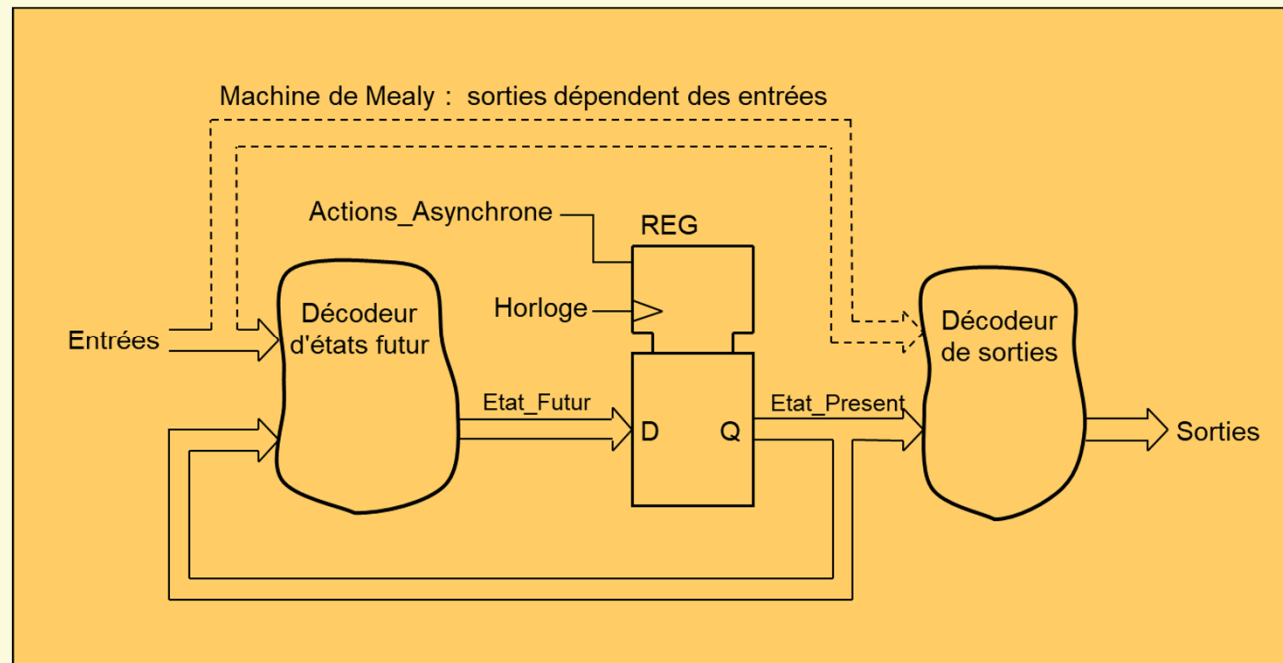 Machine de Mealy : sorties dépendent des entrées
Actions_Asynchrone
REG
Horloge
Entrées
Décodeur
d'états futur
Décodeur
de sorties
Etat_Futur
Etat_Present
D
Q
Sorties